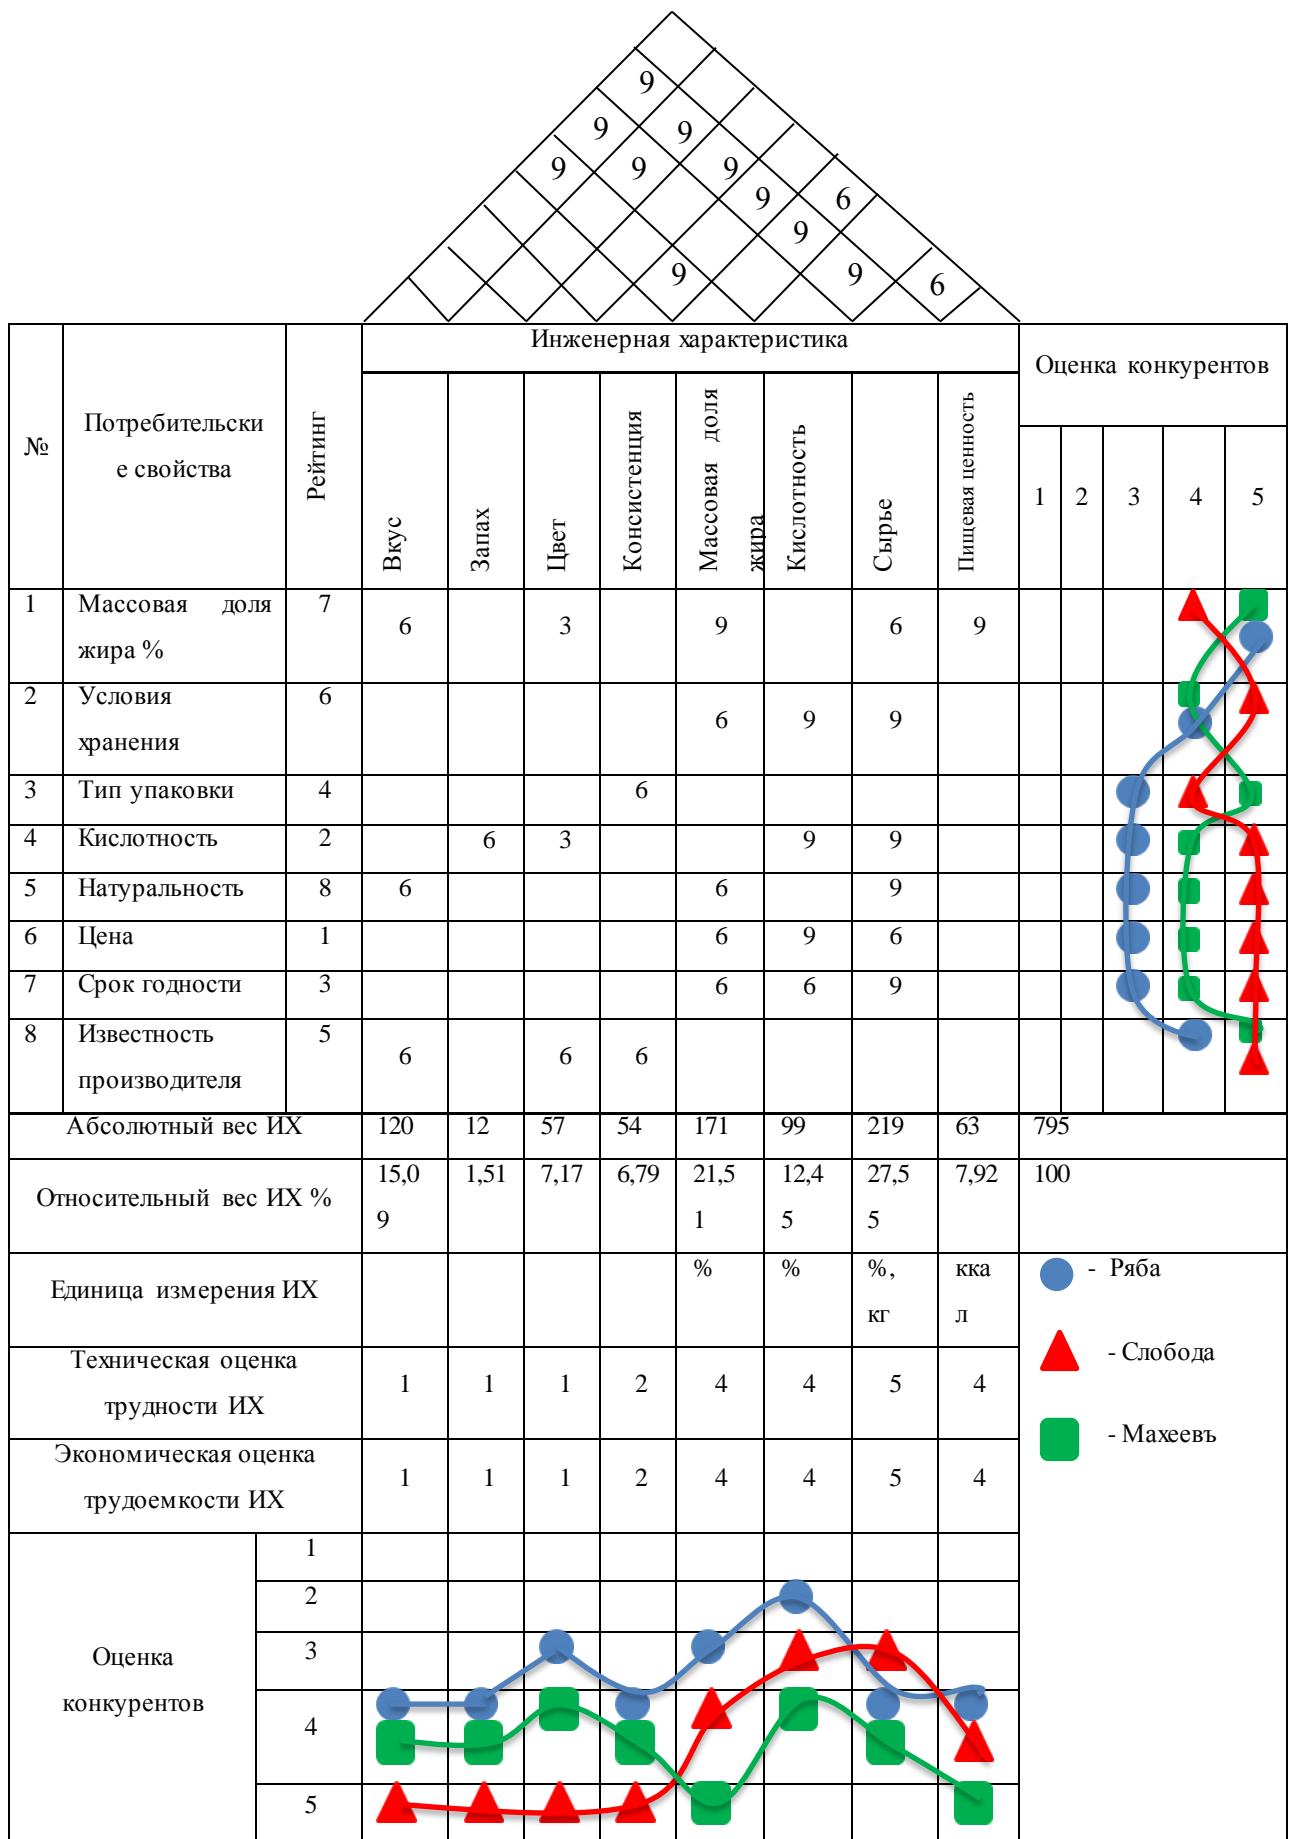 9
9 9
9 9 9
9 6
9
9 9 6
Инженерная характеристика
Оценка конкурентов
№
Потребительски
е свойства
Рейтинг
Вкус
Запах
Цвет
Консистенция
Массовая доля
жира
Кислотность
Сырье
Пищевая ценность
1 2 3 4 5
1 Массовая доля 7
жира %
6 3 9 6 9
2 Условия 6
хранения
6 9 9
3 Тип упаковки 4 6
4 Кислотность 2 6 3 9 9
5 Натуральность 8 6 6 9
6 Цена 1 6 9 6
7 Срок годности 3 6 6 9
8 Известность 5
производителя
6 6 6
Абсолютный вес ИХ 120 12 57 54 171 99 219 63 795
Относительный вес ИХ %
15,0 1,51 7,17 6,79 21,5 12,4 27,5 7,92 100
9 1 5 5
Единица измерения ИХ
% % %, кка
кг л
Техническая оценка
трудности ИХ
1 1 1 2 4 4 5 4
Экономическая оценка
трудоемкости ИХ
1 1 1 2 4 4 5 4
- Ряба
- Слобода
- Махеевъ
Оценка
конкурентов
1
2
3
4
5